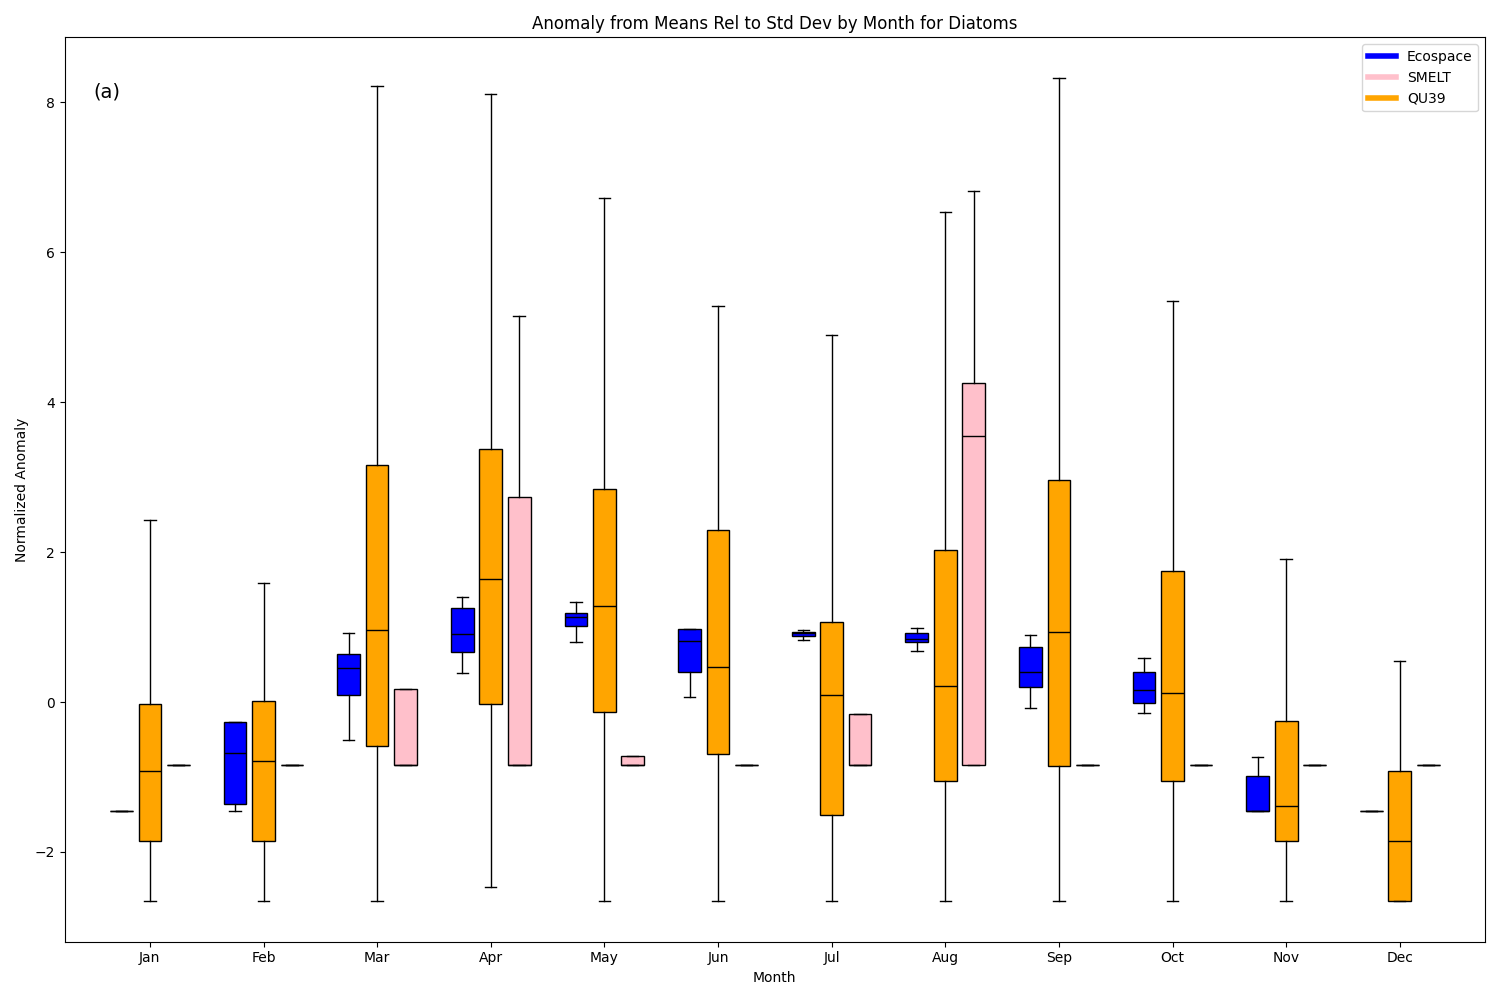 Anomaly from Means Rel to Std Dev by Month for Diatoms
(a)
Ecospace
SMELT
QU39
Normalized Anomaly
8
6
4
2
0
−2
Jan Feb Mar Apr May Jun Jul Aug Sep Oct Nov Dec
Month